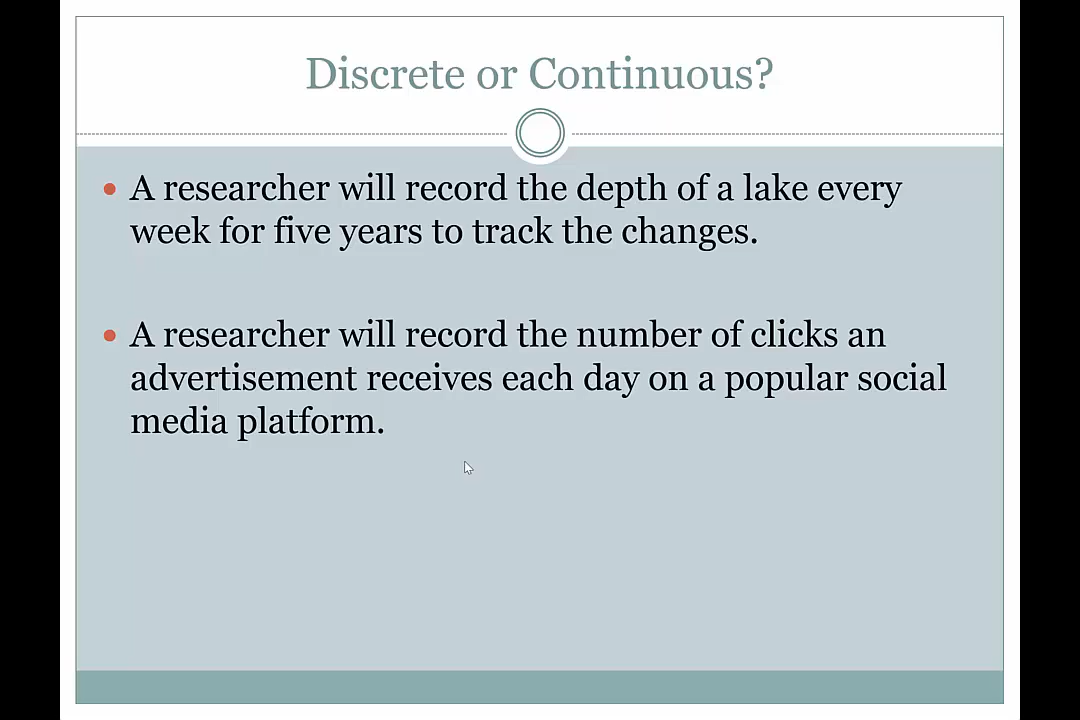 Discrete or Continuous?
• A researcher will record the depth of a lake every
week for five years to track the changes.
• A researcher will record the number of clicks an
advertisement receives each day on a popular social
media platform.